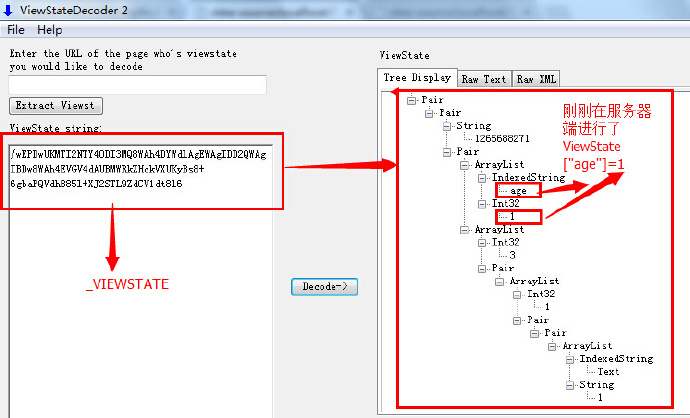 ViewStateDecoder 2
File Help
Enter the URL of the page who's viewstate
you would like to decode
Extract Viewst
ViewState string:
/wEPDwUKMTI2NTY4ODI3MQ8WAh4DYWdlAgEWAgIDD2QWAg
IBDw8WAh4EVGV4dAUBMWRkZHckVXUKyBs8+
6gbaPQVdh885l+XJ2STL9ZdCV1dt8l6
_VIEWSTATE
Decode->
ViewState
Tree Display Raw Text Raw XML
Pair
Pair
String
1265688271
Pair
ArrayList
IndexedString
age
Int32
1
ArrayList
Int32
3
Pair
ArrayList
Int32
1
Pair
Pair
ArrayList
IndexedString
Text
String
1
刚刚在服务器
端进行了
ViewState
["age"]=1